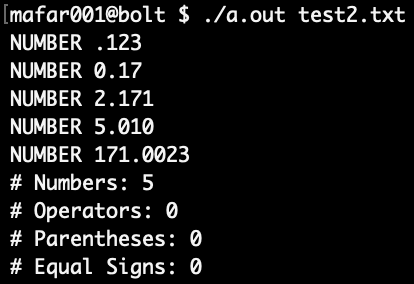 [mafar001@bolt $ ./a.out test2.txt
NUMBER .123
NUMBER 0.17
NUMBER 2.171
NUMBER 5.010
NUMBER 171.0023
# Numbers: 5
# Operators: 0
# Parentheses: 0
# Equal Signs: 0